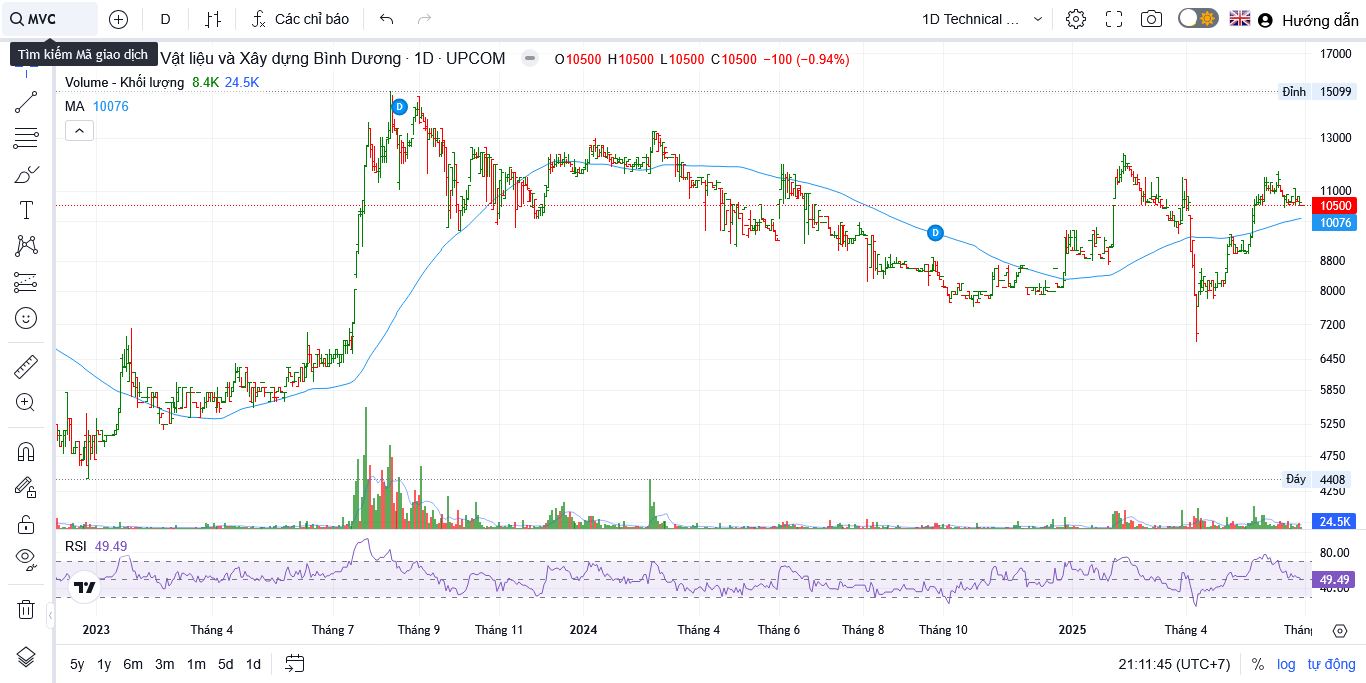 MVC
D
Các chỉ báo
1D Technical ...
Hướng dẫn
Tìm kiếm Mã giao dịch
Vật liệu và Xây dựng Bình Dương · 1D · UPCOM
O10500 H10500 L10500 C10500 −100 (−0.94%)
Volume - Khối lượng 8.4K 24.5K
MA 10076
D
D
17000
Đỉnh 15099
13000
11000
10500
10076
8800
8000
7200
6450
5850
5250
4750
Đáy 4408
4250
24.5K
RSI 49.49
80.00
49.49
40.00
2023 Tháng 4 Tháng 7 Tháng 9 Tháng 11 2024 Tháng 4 Tháng 6 Tháng 8 Tháng 10 2025 Tháng 4 Tháng
5y 1y 6m 3m 1m 5d 1d
21:11:45 (UTC+7) % log tự động